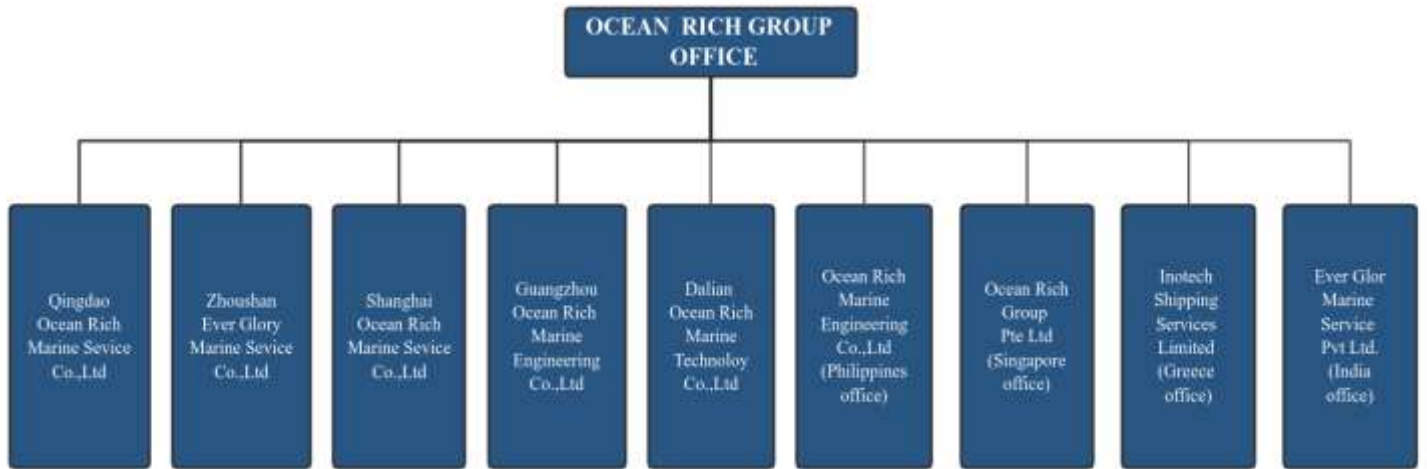 OCEAN RICH GROUP
OFFICE
Qingdao
Ocean Rich
Marine Sevice
Co.,Ltd
Zhoushan
Ever Glory
Marine Sevice
Co.,Ltd
Shanghai
Ocean Rich
Marine Sevice
Co.,Ltd
Guangzhou
Ocean Rich
Marine
Engineering
Co.,Ltd
Dalian
Ocean Rich
Marine
Technoloy
Co.,Ltd
Ocean Rich
Marine
Engineering
Co.,Ltd
(Philippines
office)
Ocean Rich
Group
Pte Ltd
(Singapore
office)
Inotech
Shipping
Services
Limited
(Greece
office)
Ever Glor
Marine
Service
Pvt Ltd.
(India
office)